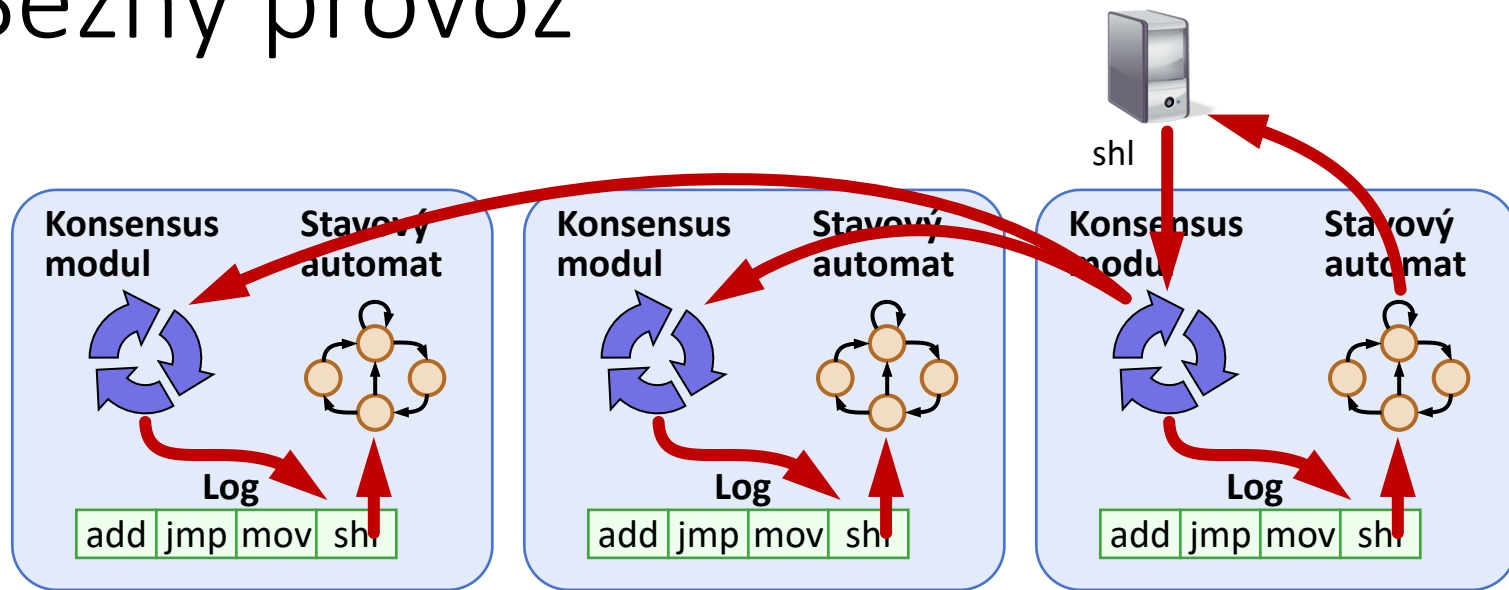 Běžný provoz
shl
Konsensus
modul
Stavový
automat
Log
add jmp mov shl
Konsensus
modul
Stavový
automat
Log
add jmp mov shl
Konsensus
modul
Stavový
automat
Log
add jmp mov shl